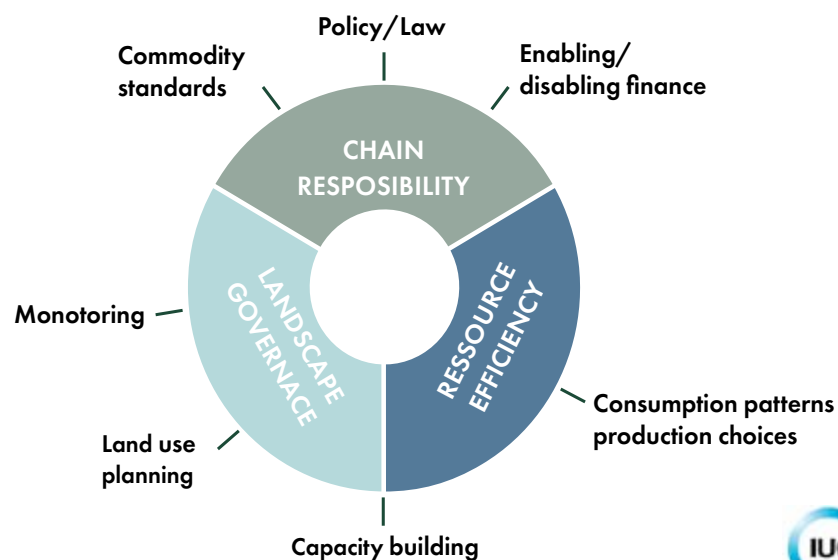 Policy/Law
Commodity
standards
Enabling/
disabling finance
CHAIN
RESPOSIBILITY
LANDSCAPE
GOVERNACE
RESSOURCE
EFFICIENCY
Monotoring
Consumption patterns
production choices
Land use
planning
Capacity building